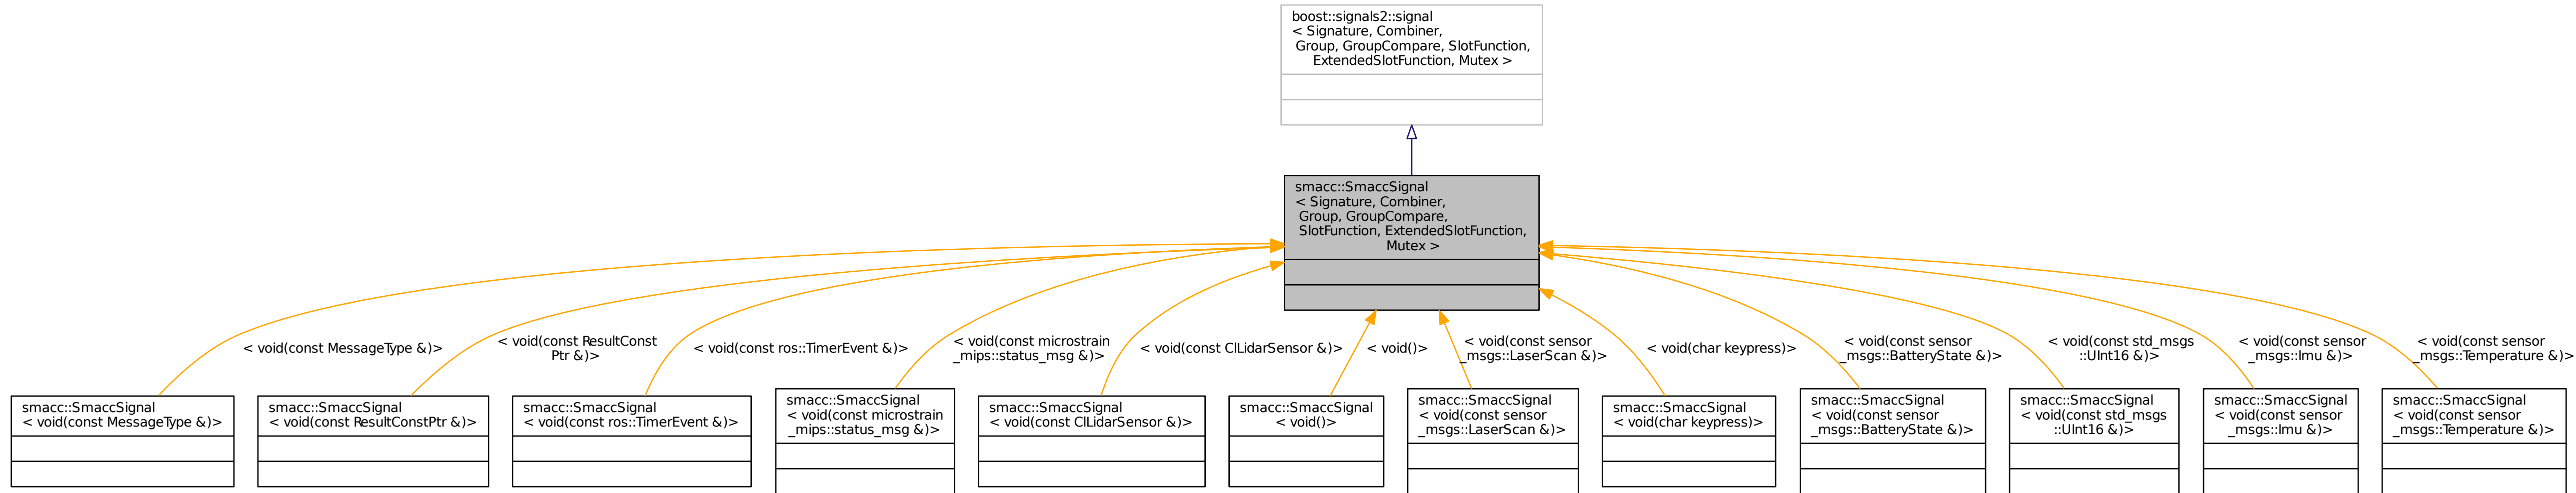 boost::signals2::signal
< Signature, Combiner,
Group, GroupCompare, SlotFunction,
ExtendedSlotFunction, Mutex >
smacc::SmaccSignal
< Signature, Combiner,
Group, GroupCompare,
SlotFunction, ExtendedSlotFunction,
Mutex >
< void(const MessageType &)>
< void(const ResultConst
Ptr &)>
< void(const ros::TimerEvent &)>
< void(const microstrain
_mips::status_msg &)>
< void(const ClLidarSensor &)>
< void()>
< void(const sensor
_msgs::LaserScan &)>
< void(char keypress)>
< void(const sensor
_msgs::BatteryState &)>
< void(const std_msgs
::UInt16 &)>
< void(const sensor
_msgs::Imu &)>
< void(const sensor
_msgs::Temperature &)>
smacc::SmaccSignal
< void(const MessageType &)>
smacc::SmaccSignal
< void(const ResultConstPtr &)>
smacc::SmaccSignal
< void(const ros::TimerEvent &)>
smacc::SmaccSignal
< void(const microstrain
_mips::status_msg &)>
smacc::SmaccSignal
< void(const ClLidarSensor &)>
smacc::SmaccSignal
< void()>
smacc::SmaccSignal
< void(const sensor
_msgs::LaserScan &)>
smacc::SmaccSignal
< void(char keypress)>
smacc::SmaccSignal
< void(const sensor
_msgs::BatteryState &)>
smacc::SmaccSignal
< void(const std_msgs
::UInt16 &)>
smacc::SmaccSignal
< void(const sensor
_msgs::Imu &)>
smacc::SmaccSignal
< void(const sensor
_msgs::Temperature &)>